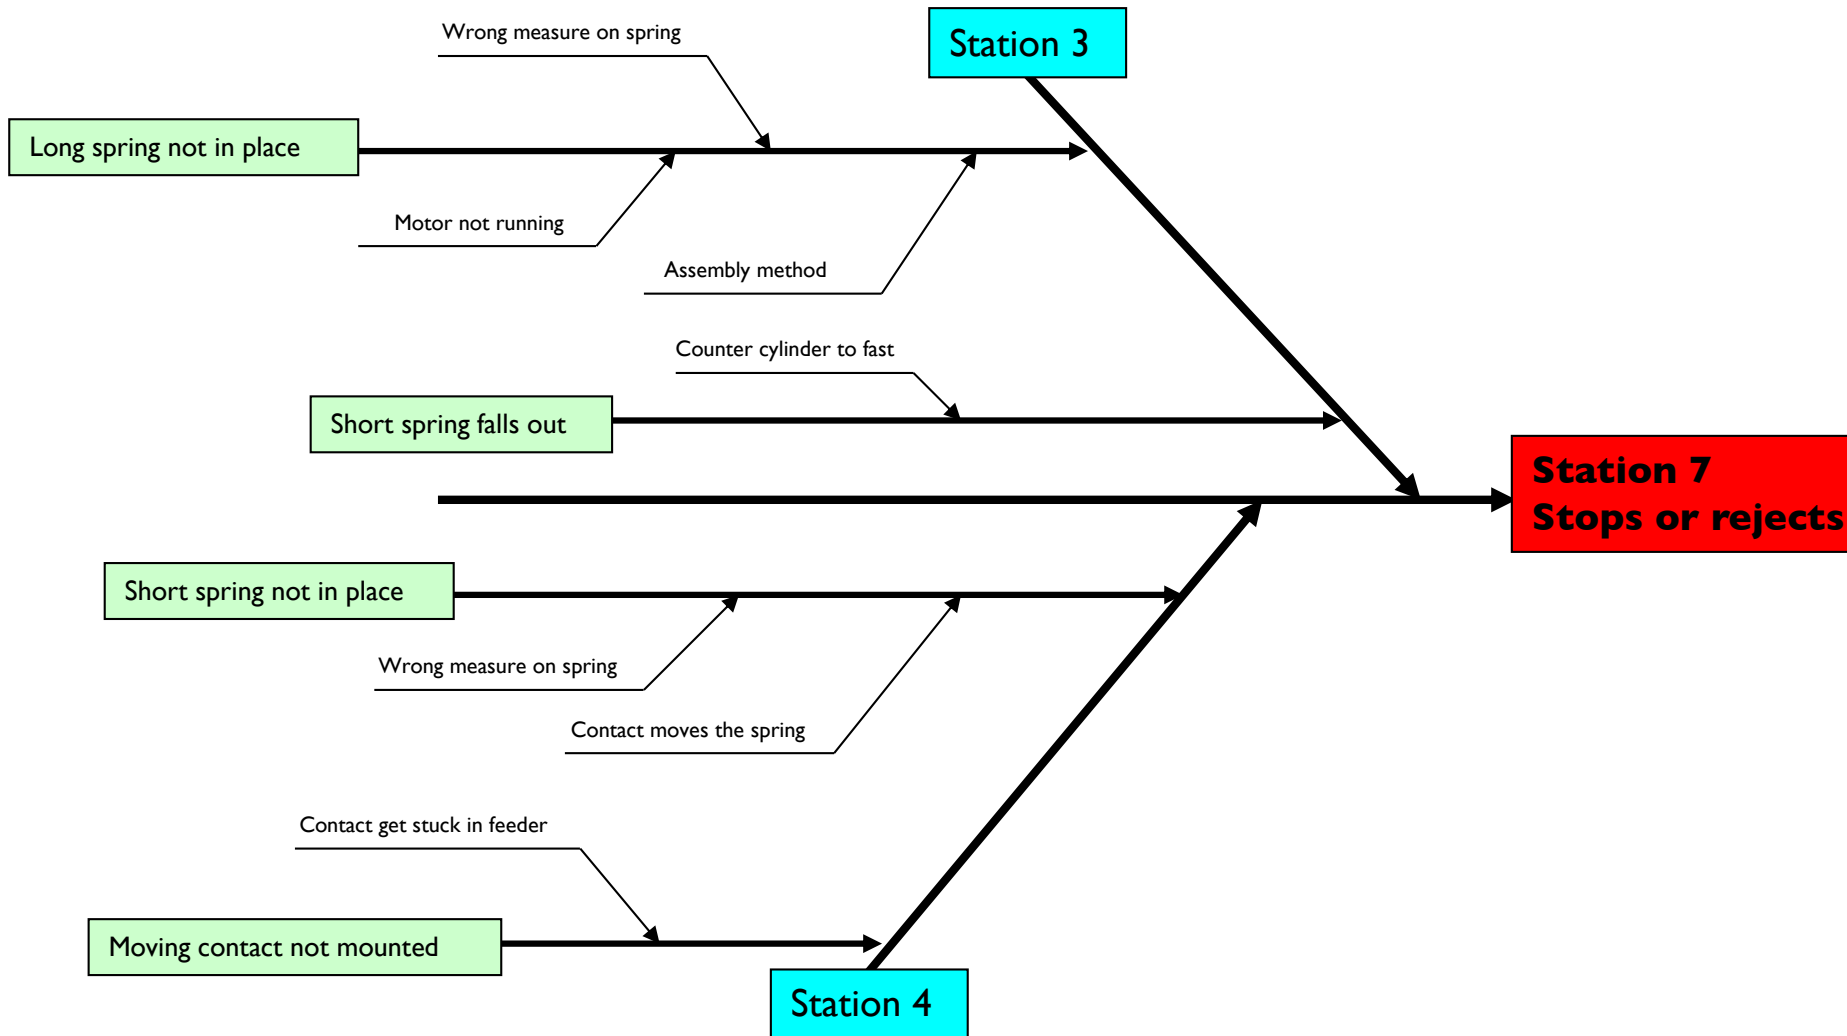 Wrong measure on spring
Station 3
Long spring not in place
Motor not running
Assembly method
Counter cylinder to fast
Short spring falls out
Station 7
Stops or rejects
Short spring not in place
Wrong measure on spring
Contact moves the spring
Contact get stuck in feeder
Moving contact not mounted
Station 4